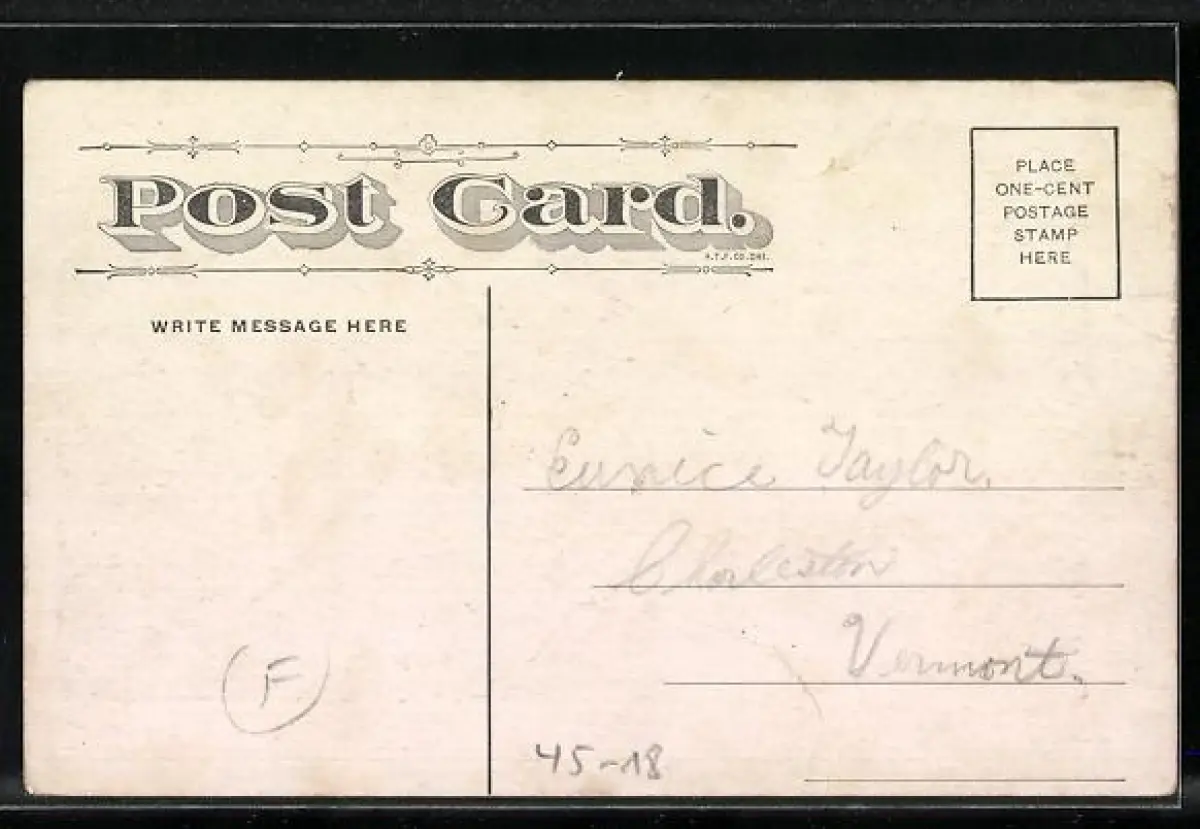 Post Card.
A.T.F.CO.CHI.
PLACE
ONE-CENT
POSTAGE
STAMP
HERE
WRITE MESSAGE HERE
Eunice Taylor.
Charleston
Vermont.
F
45-18